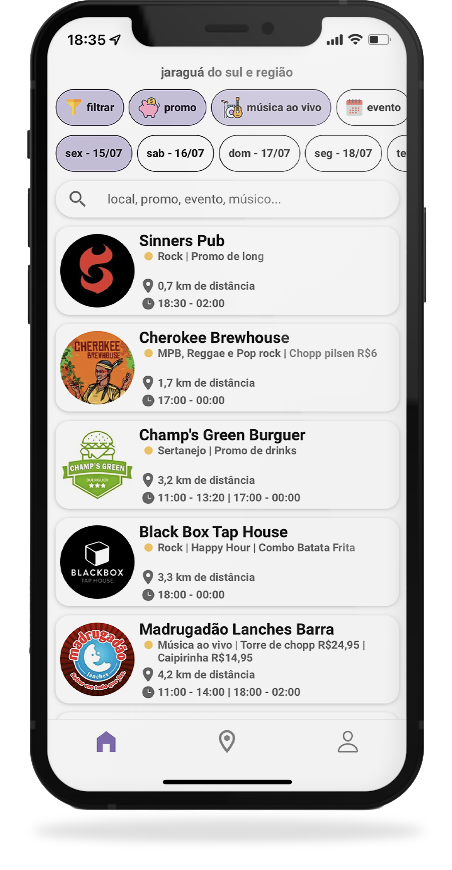 18:35
jaraguá do sul e região
filtrar promo música ao vivo evento
sex - 15/07 sab - 16/07 dom - 17/07 seg - 18/07 te
local, promo, evento, músico...
Sinners Pub
Rock | Promo de long
0,7 km de distância
18:30 - 02:00
CHEROKEE
BREWHOUSE
Cherokee Brewhouse
MPB, Reggae e Pop rock | Chopp pilsen R$6
1,7 km de distância
17:00 - 00:00
CHAMP'S GREEN
Champ's Green Burguer
Sertanejo | Promo de drinks
3,2 km de distância
11:00 - 13:20 | 17:00 - 00:00
BLACKBOX
TAP HOUSE
Black Box Tap House
Rock | Happy Hour | Combo Batata Frita
3,3 km de distância
18:00 - 00:00
madrugadão
lanches
Madrugadão Lanches Barra
Música ao vivo | Torre de chopp R$24,95 |
Caipirinha R$14,95
4,2 km de distância
11:00 - 14:00 | 18:00 - 02:00